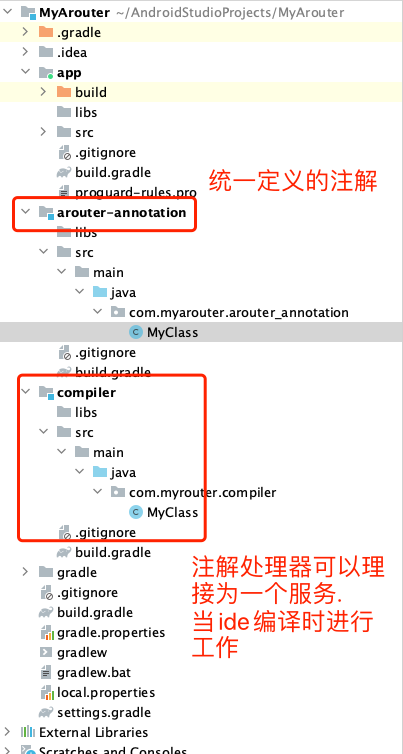 MyArouter ~/AndroidStudioProjects/MyArouter
.gradle
.idea
app
build
libs
src
.gitignore
build.gradle
proguard-rules.pro
统一定义的注解
arouter-annotation
libs
src
main
java
com.myarouter.arouter_annotation
MyClass
.gitignore
build.gradle
compiler
libs
src
main
java
com.myrouter.compiler
MyClass
.gitignore
build.gradle
注解处理器可以理
接为一个服务.
当ide编译时进行
工作
gradle
.gitignore
build.gradle
gradle.properties
gradlew
gradlew.bat
local.properties
settings.gradle
External Libraries
Scratches and Consoles